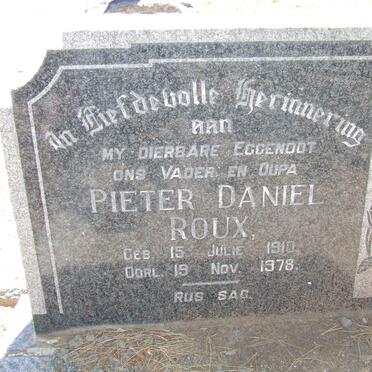 In Liefdevolle Herinnering
aan
MY DIERBARE EGGENOOT
ONS VADER EN OUPA
PIETER DANIEL
ROUX.
GEB. 15 JULIE 1910.
OORL. 19 NOV. 1978.
RUS SAG.